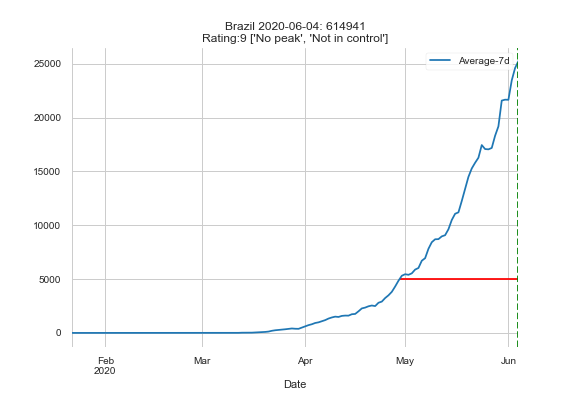 Brazil 2020-06-04: 614941
Rating:9 ['No peak', 'Not in control']
Average-7d
25000
20000
15000
10000
5000
0
Feb
2020
Mar
Apr
May
Jun
Date